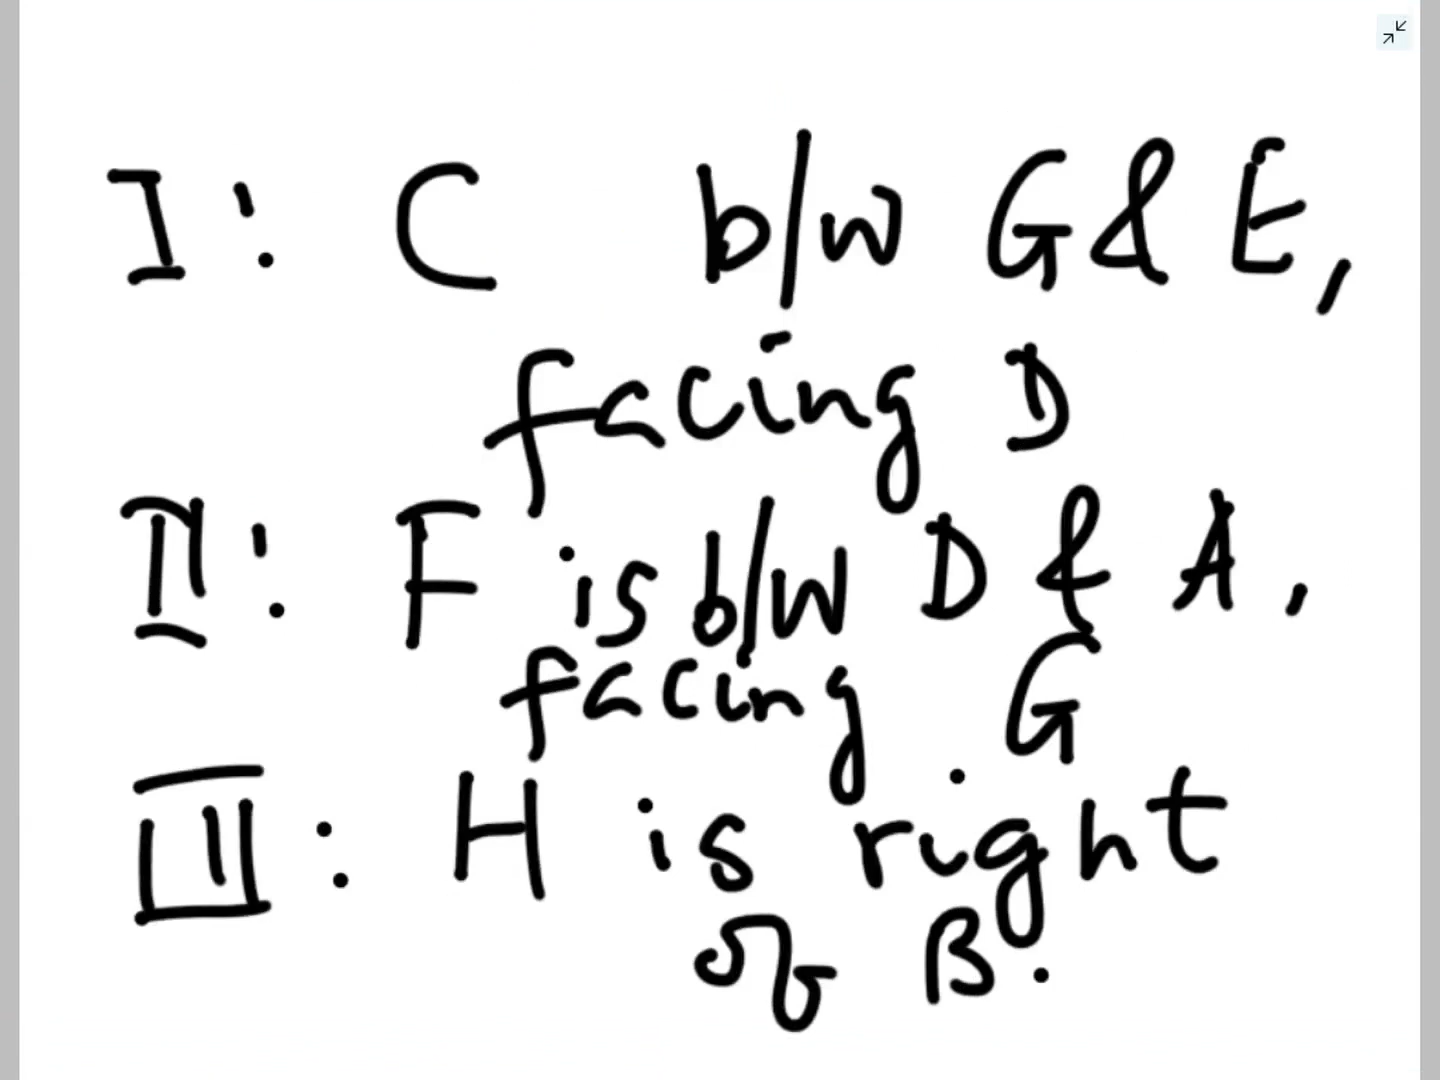 I: C b/w G & E,
facing D
II: F is b/w D & A,
facing G
III: H is right
of B.